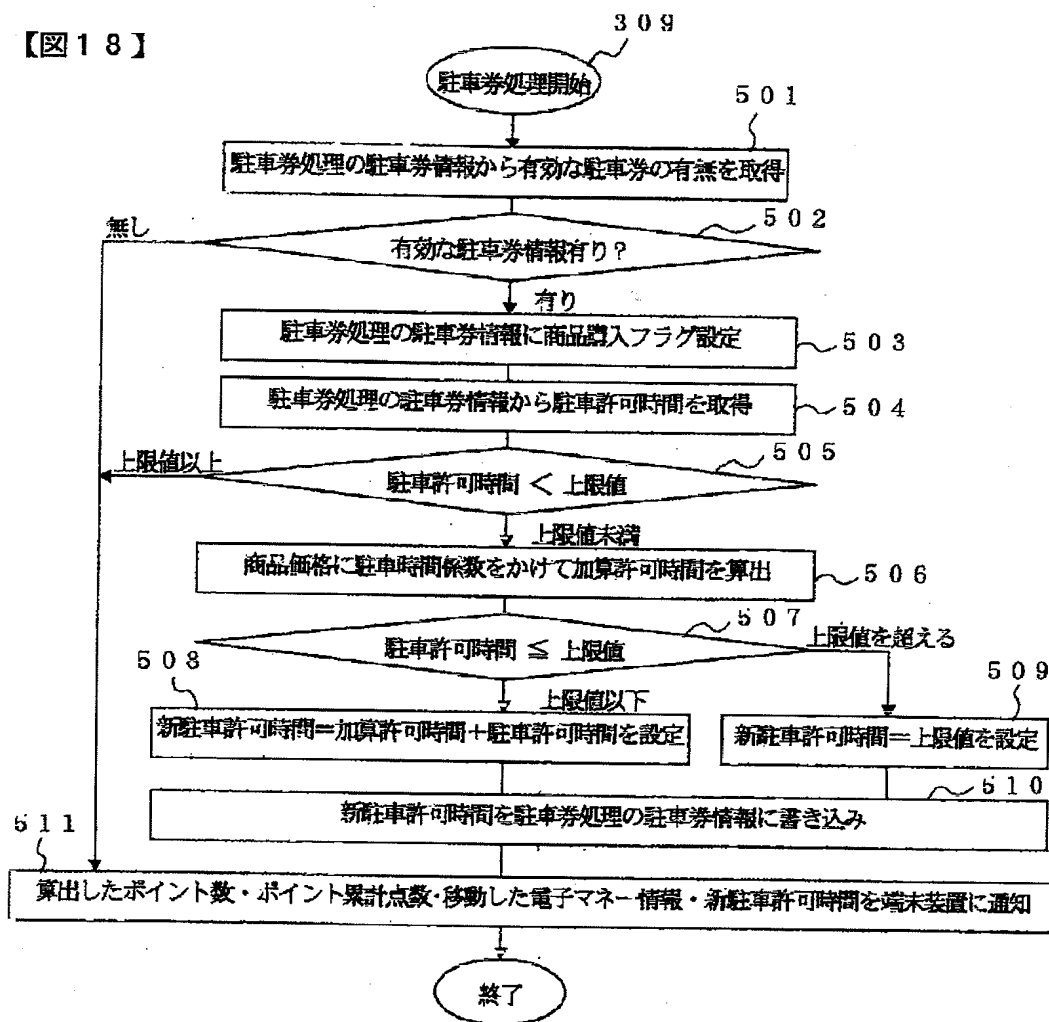 【図１８】
３０９
駐車券処理開始
５０１
駐車券処理の駐車券情報から有効な駐車券の有無を取得
５０２
無し
有効な駐車券情報有り？
有り
駐車券処理の駐車券情報に商品購入フラグ設定
５０３
駐車券処理の駐車券情報から駐車許可時間を取得
５０４
５０５
上限値以上
駐車許可時間 ＜ 上限値
上限値未満
商品価格に駐車時間係数をかけて加算許可時間を算出
５０６
５０７
駐車許可時間 ≦ 上限値
上限値を超える
５０８
上限値以下
５０９
新駐車許可時間＝加算許可時間＋駐車許可時間を設定
新駐車許可時間＝上限値を設定
５１０
新駐車許可時間を駐車券処理の駐車券情報に書き込み
５１１
算出したポイント数・ポイント累計点数・移動した電子マネー情報・新駐車許可時間を端末装置に通知
終了